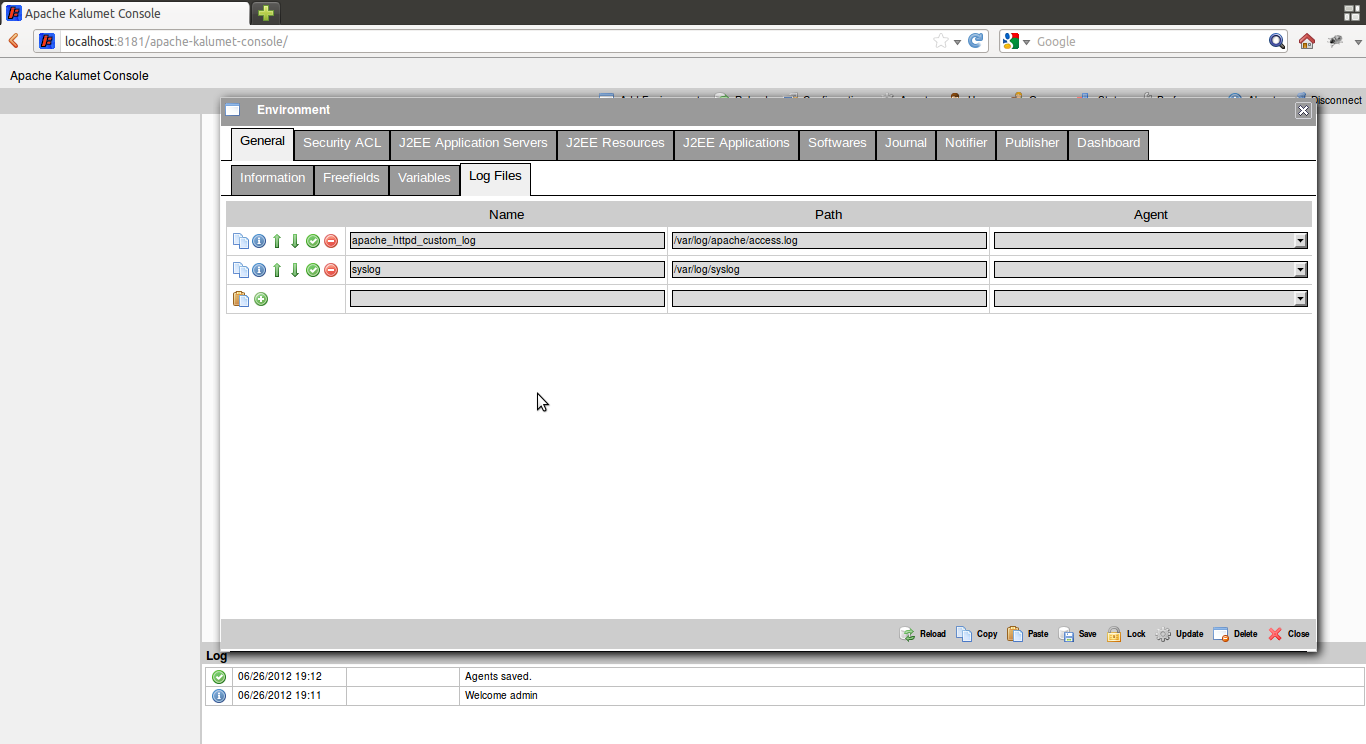 Apache Kalumet Console
localhost:8181/apache-kalumet-console/
Google
Apache Kalumet Console
Disconnect
Environment
General Security ACL J2EE Application Servers J2EE Resources J2EE Applications Softwares Journal Notifier Publisher Dashboard
Information Freefields Variables Log Files
Name Path Agent
apache_httpd_custom_log /var/log/apache/access.log
syslog /var/log/syslog
Reload Copy Paste Save Lock Update Delete Close
Log
06/26/2012 19:12 Agents saved.
06/26/2012 19:11 Welcome admin